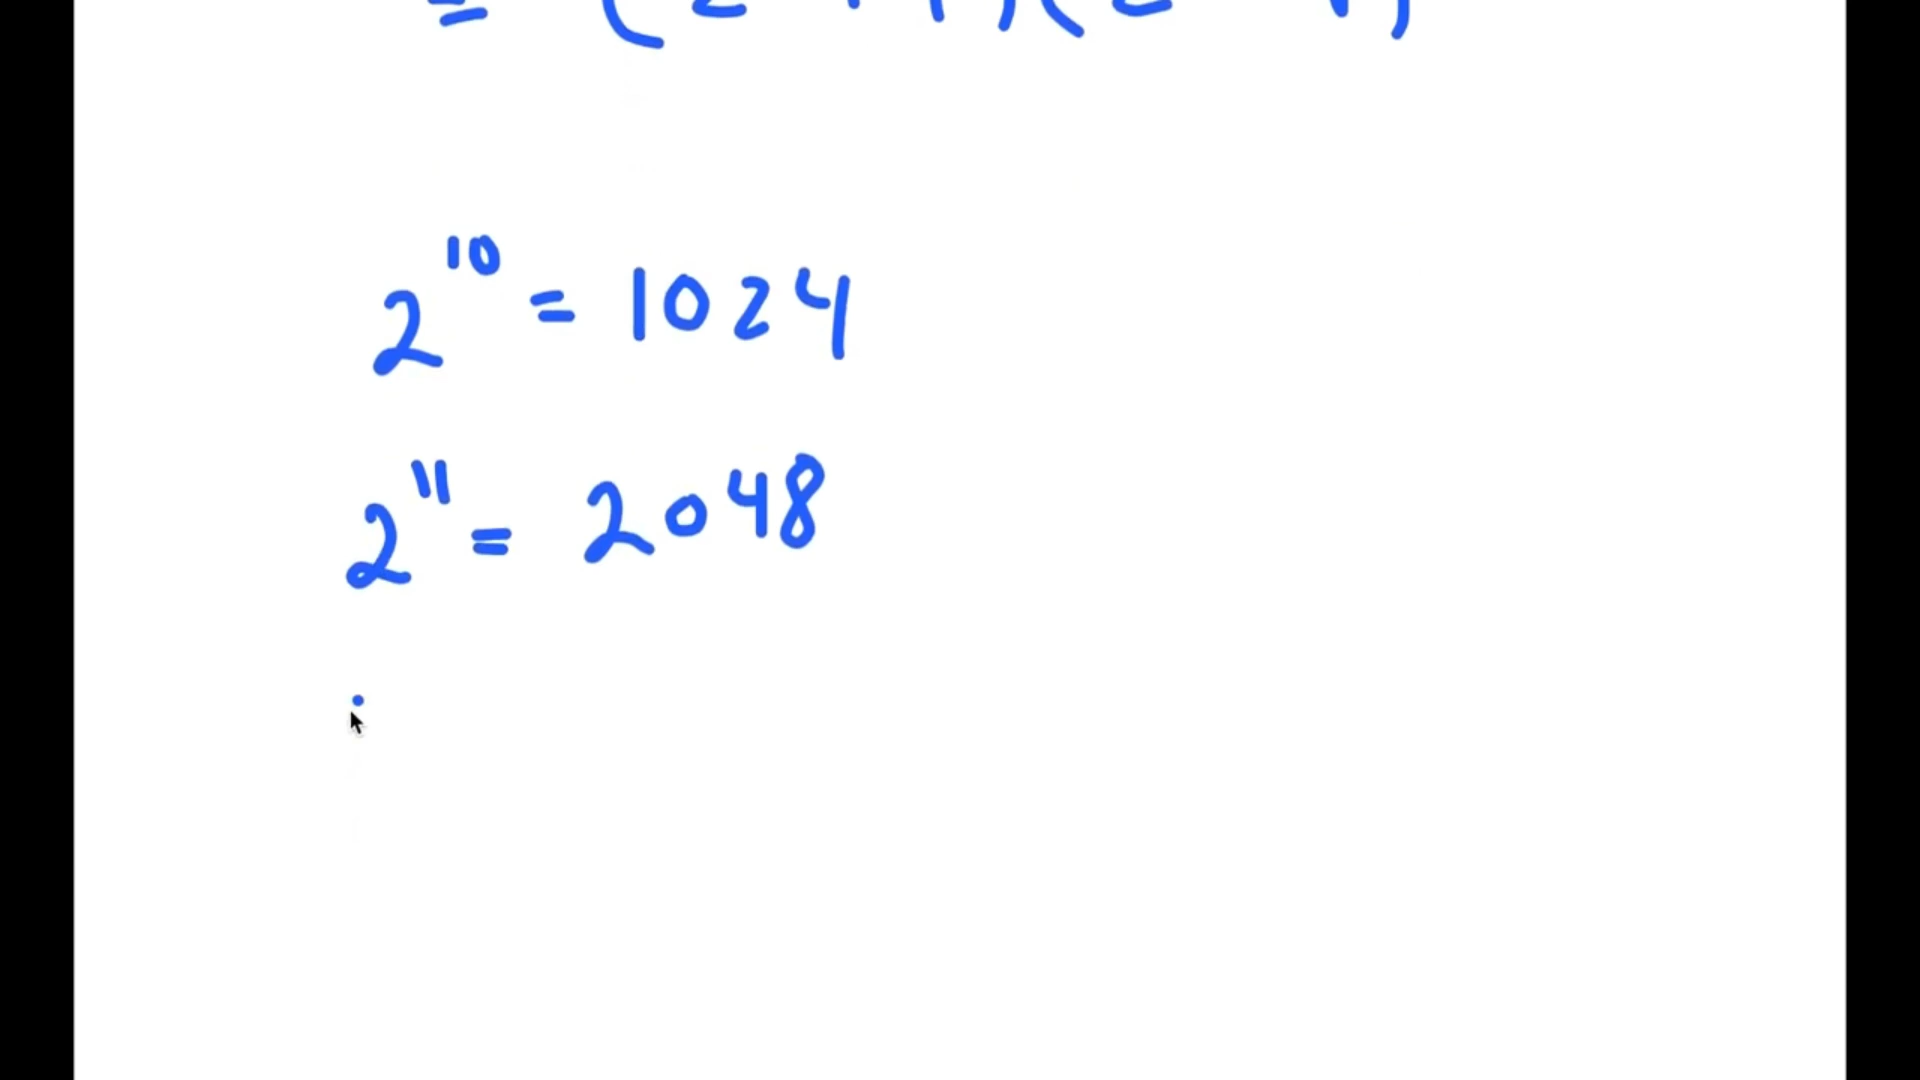 2^10 = 1024
2^11 = 2048